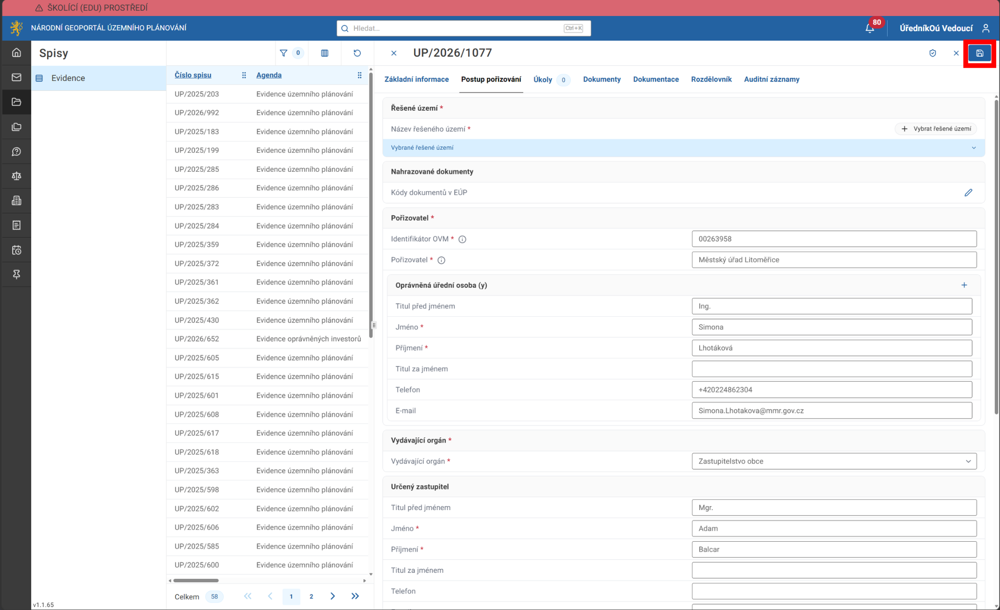 ŠKOLÍCÍ (EDU) PROSTŘEDÍ
NÁRODNÍ GEOPORTÁL ÚZEMNÍHO PLÁNOVÁNÍ
Hledat...
Ctrl+K
80
ÚředníkOú Vedoucí
Spisy
0
UP/2026/1077
Evidence
Číslo spisu Agenda
UP/2025/203 Evidence územního plánování
UP/2026/992 Evidence územního plánování
UP/2025/183 Evidence územního plánování
UP/2025/199 Evidence územního plánování
UP/2025/285 Evidence územního plánování
UP/2025/286 Evidence územního plánování
UP/2025/283 Evidence územního plánování
UP/2025/284 Evidence územního plánování
UP/2025/359 Evidence územního plánování
UP/2025/372 Evidence územního plánování
UP/2025/361 Evidence územního plánování
UP/2025/362 Evidence územního plánování
UP/2025/430 Evidence územního plánování
UP/2026/652 Evidence oprávněných investorů
UP/2025/605 Evidence územního plánování
UP/2025/615 Evidence územního plánování
UP/2025/601 Evidence územního plánování
UP/2025/608 Evidence územního plánování
UP/2025/617 Evidence územního plánování
UP/2025/618 Evidence územního plánování
UP/2025/363 Evidence územního plánování
UP/2025/598 Evidence územního plánování
UP/2025/602 Evidence územního plánování
UP/2025/606 Evidence územního plánování
UP/2025/585 Evidence územního plánování
UP/2025/600 Evidence územního plánování
Celkem 58 1 2
v1.1.65
Základní informace Postup pořizování Úkoly 0 Dokumenty Dokumentace Rozdělovník Auditní záznamy
Řešené území *
Název řešeného území * + Vybrat řešené území
Vybrané řešené území
Nahrazované dokumenty
Kódy dokumentů v EÚP
Pořizovatel *
Identifikátor OVM * 00263958
Pořizovatel * Městský úřad Litoměřice
Oprávněná úřední osoba (y) +
Titul před jménem Ing.
Jméno * Simona
Příjmení * Lhotáková
Titul za jménem
Telefon +420224862304
E-mail Simona.Lhotakova@mmr.gov.cz
Vydávající orgán *
Vydávající orgán * Zastupitelstvo obce
Určený zastupitel
Titul před jménem Mgr.
Jméno * Adam
Příjmení * Balcar
Titul za jménem
Telefon